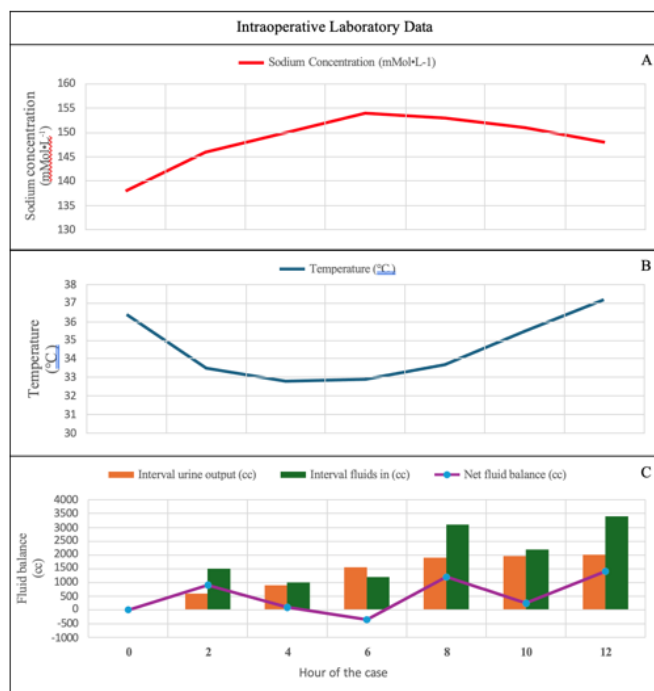 Intraoperative Laboratory Data
A
Sodium Concentration (mMol•L-1)
160
155
150
145
140
135
130
Sodium concentration
(mMol•L⁻¹)
B
Temperature (°C.)
38
37
36
35
34
33
32
31
30
Temperature
(°C.)
C
Interval urine output (cc) Interval fluids in (cc) Net fluid balance (cc)
4000
3500
3000
2500
2000
1500
1000
500
0
-500
-1000
Fluid balance
(cc)
0 2 4 6 8 10 12
Hour of the case